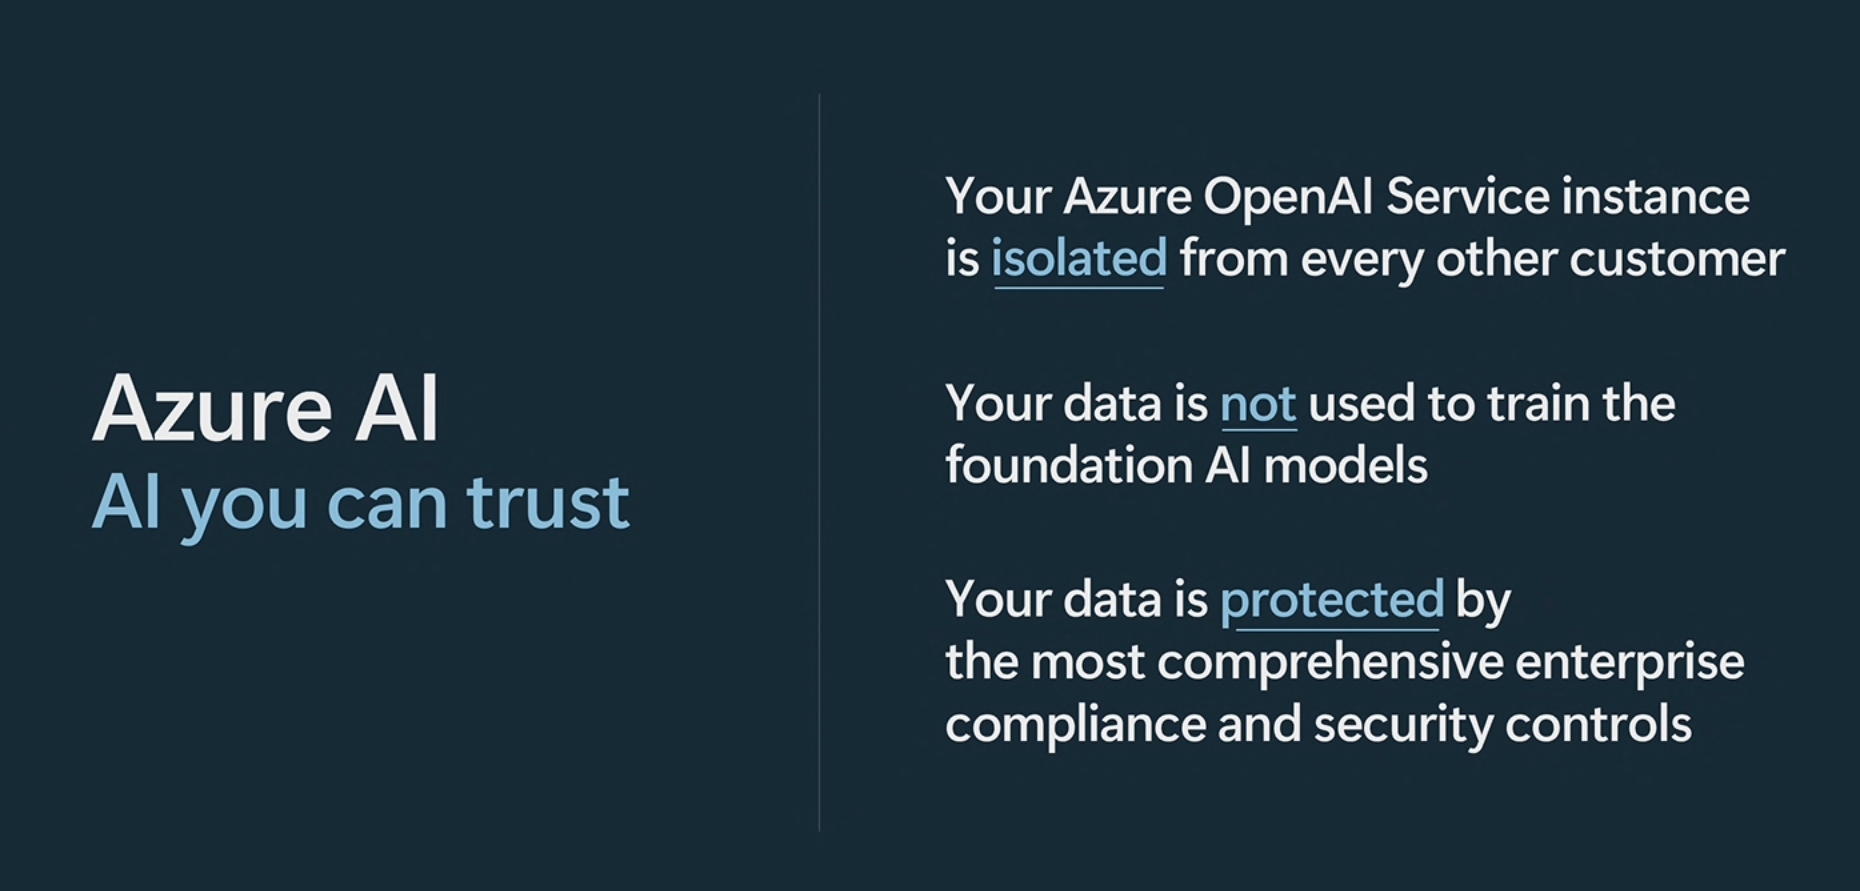 Azure AI
AI you can trust
Your Azure OpenAI Service instance
is isolated from every other customer
Your data is not used to train the
foundation AI models
Your data is protected by
the most comprehensive enterprise
compliance and security controls